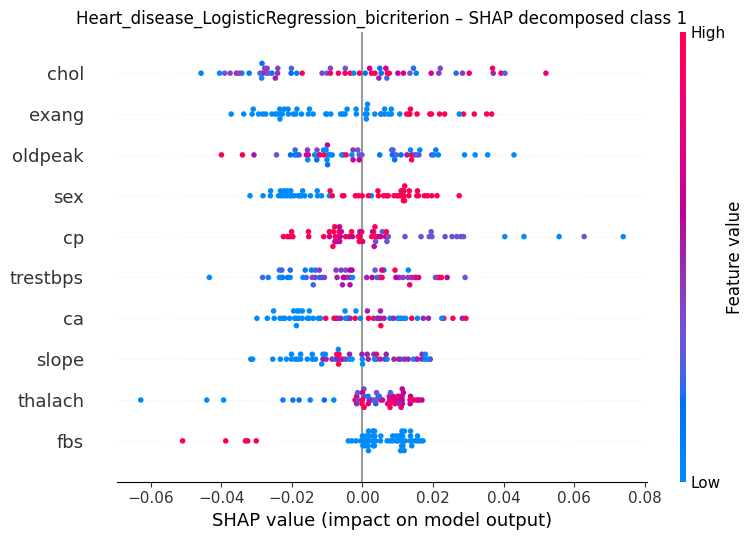 Heart_disease_LogisticRegression_bicriterion – SHAP decomposed class 1
High
chol
exang
oldpeak
sex
cp
trestbps
ca
slope
thalach
fbs
Feature value
Low
−0.06 −0.04 −0.02 0.00 0.02 0.04 0.06 0.08
SHAP value (impact on model output)